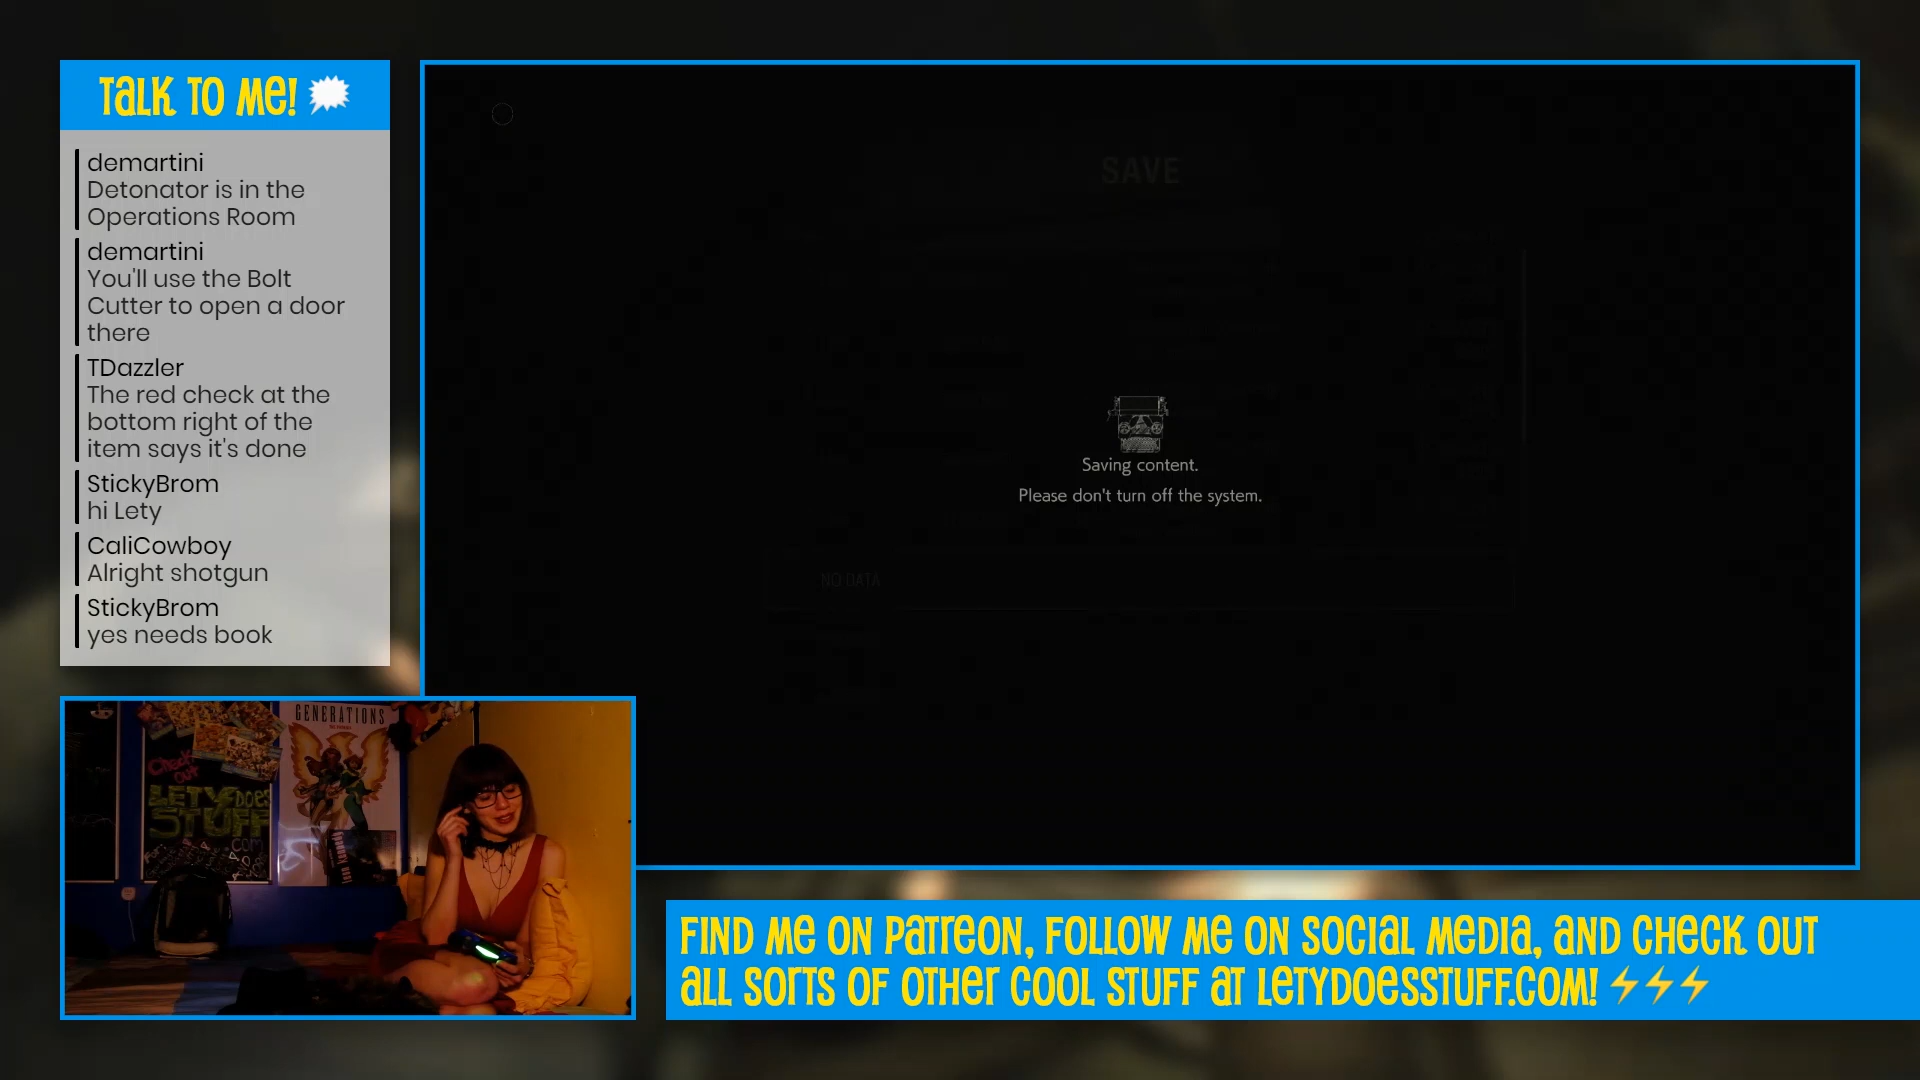 TALK TO ME!
demartini
Detonator is in the
Operations Room
demartini
You'll use the Bolt
Cutter to open a door
there
TDazzler
The red check at the
bottom right of the
item says it's done
StickyBrom
hi Lety
CaliCowboy
Alright shotgun
StickyBrom
yes needs book
SAVE
Saving content.
Please don't turn off the system.
NO DATA
GENERATIONS
CHECK
OUT
LETY DOES
STUFF
COM
FIND ME ON PATREON, FOLLOW ME ON SOCIAL MEDIA, AND CHECK OUT
ALL SORTS OF OTHER COOL STUFF AT LETYDOESSTUFF.COM!